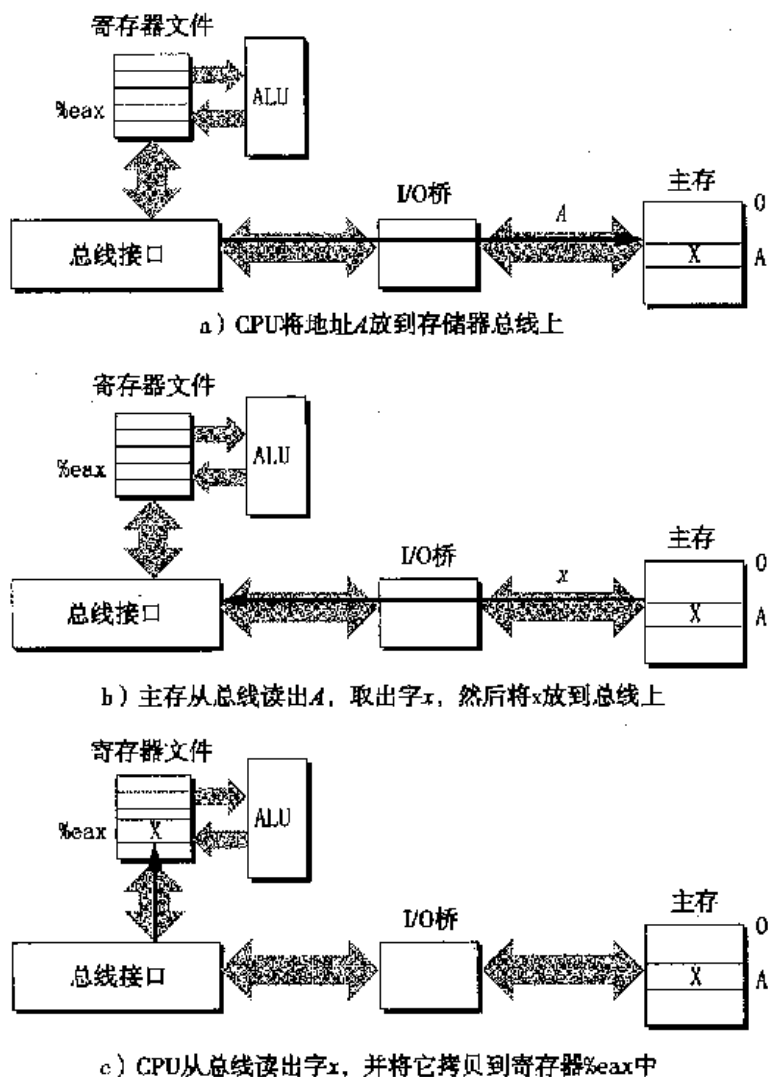 寄存器文件
%eax
ALU
总线接口
I/O桥
A
主存
0
X
A
a)CPU将地址A放到存储器总线上
寄存器文件
%eax
ALU
总线接口
I/O桥
x
主存
0
X
A
b)主存从总线读出A,取出字x,然后将x放到总线上
寄存器文件
%eax
X
ALU
总线接口
I/O桥
主存
0
X
A
c)CPU从总线读出字x,并将它拷贝到寄存器%eax中